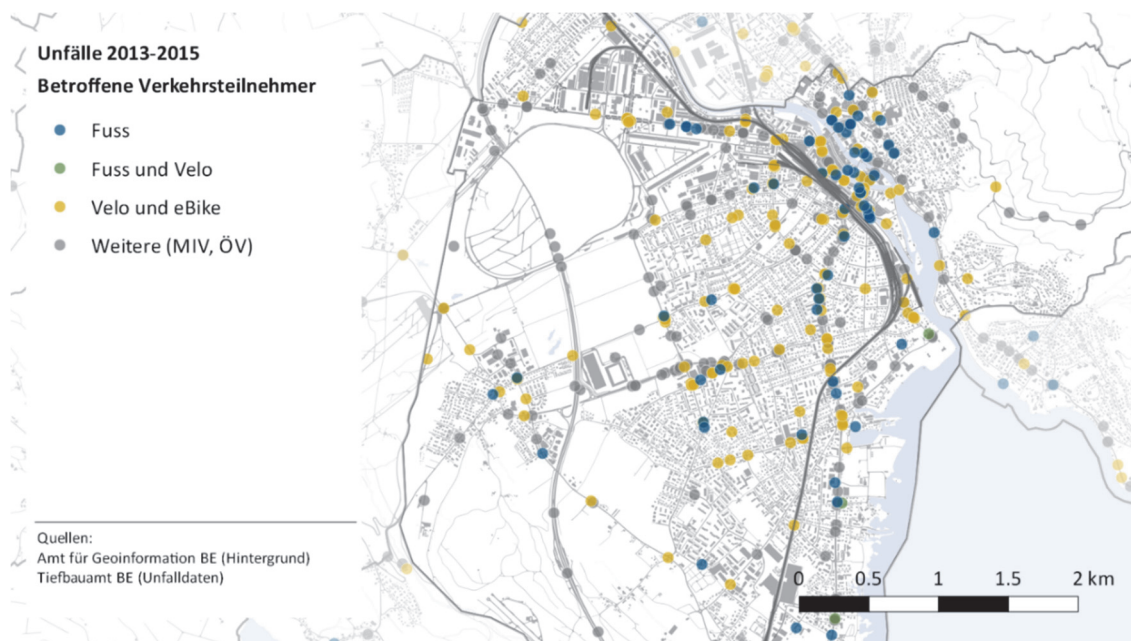 Unfälle 2013-2015
Betroffene Verkehrsteilnehmer
Fuss
Fuss und Velo
Velo und eBike
Weitere (MIV, ÖV)
Quellen:
Amt für Geoinformation BE (Hintergrund)
Tiefbauamt BE (Unfalldaten)
0 0.5 1 1.5 2 km